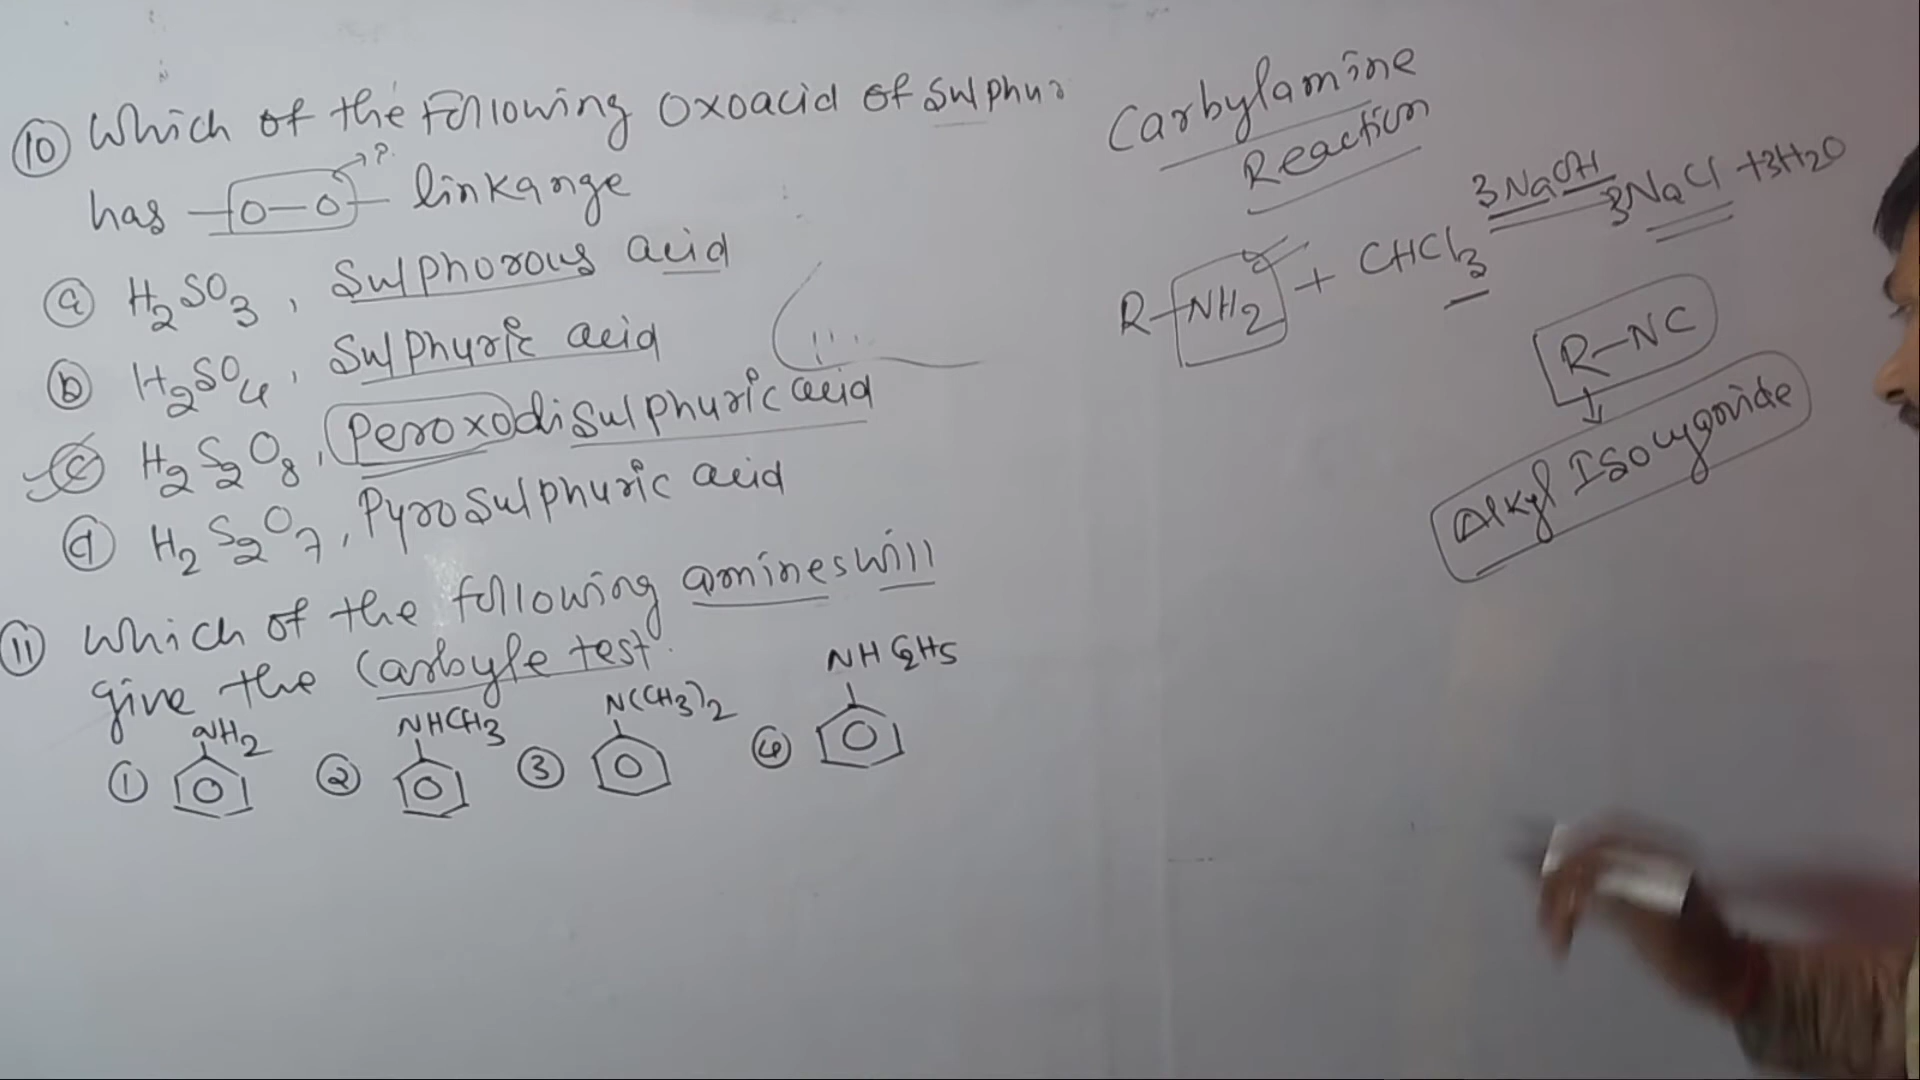 10 Which of the Following Oxoacid of Sulphur
has -O-O- linkange
?
a H2SO3, Sulphorous acid
b H2SO4, Sulphuric acid
c H2S2O8, Peroxodisulphuric acid
d H2S2O7, Pyrosulphuric acid
11 Which of the following amines will
give the Carbyle test.
1 NH2 2 NHCH3 3 N(CH3)2 4 NHC2H5
Carbylamine
Reaction
R-NH2 + CHCl3 3NaOH 3NaCl + 3H2O
R-NC
Alkyl Isocyanide